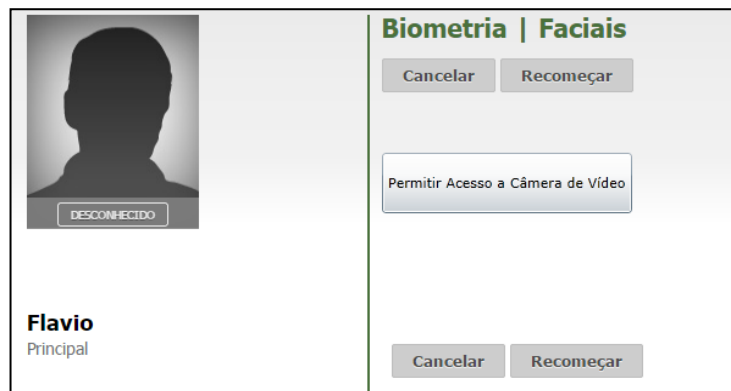 DESCONHECIDO
Flavio
Principal
Biometria | Faciais
Cancelar Recomeçar
Permitir Acesso a Câmera de Vídeo
Cancelar Recomeçar